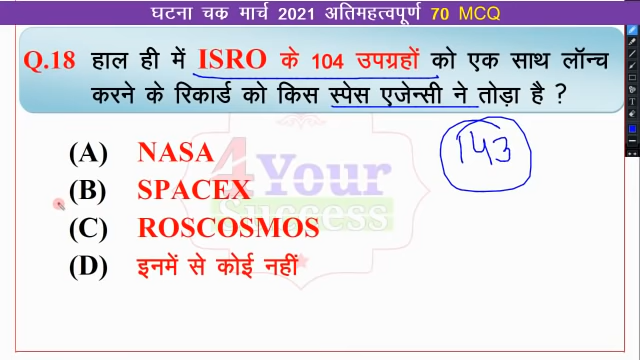 घटना चक्र मार्च 2021 अतिमहत्वपूर्ण 70 MCQ
Q.18 हाल ही में ISRO के 104 उपग्रहों को एक साथ लॉन्च
करने के रिकार्ड को किस स्पेस एजेन्सी ने तोड़ा है ?
143
(A) NASA
(B) SPACEX
(C) ROSCOSMOS
(D) इनमें से कोई नहीं
4Your
Success